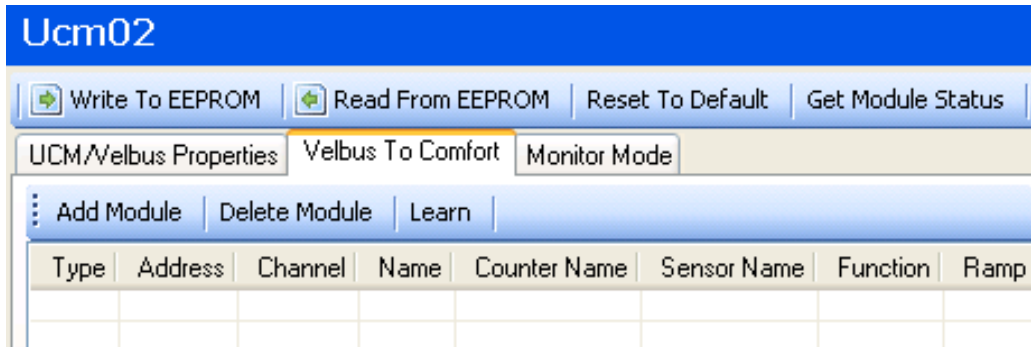 Ucm02
Write To EEPROM Read From EEPROM Reset To Default Get Module Status
UCM/Velbus Properties Velbus To Comfort Monitor Mode
Add Module Delete Module Learn
Type Address Channel Name Counter Name Sensor Name Function Ramp